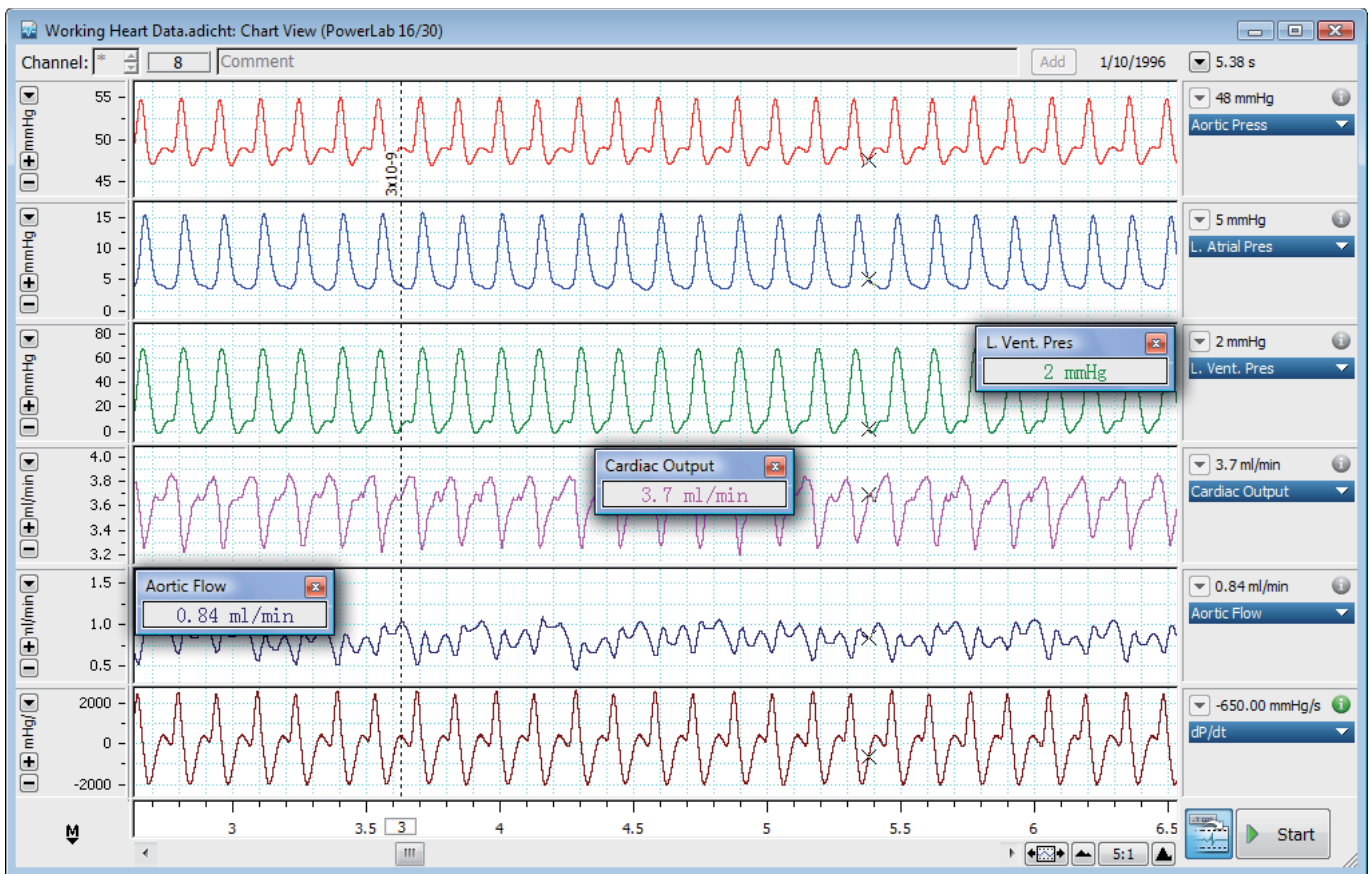 Working Heart Data.adicht: Chart View (PowerLab 16/30)
Channel: * 8 Comment Add 1/10/1996 5.38 s
mmHg 55 50 45
3x10-9
48 mmHg
Aortic Press
mmHg 15 10 5 0
5 mmHg
L. Atrial Pres
mmHg 80 60 40 20 0
L. Vent. Pres
2 mmHg
2 mmHg
L. Vent. Pres
ml/min 4.0 3.8 3.6 3.4 3.2
Cardiac Output
3.7 ml/min
3.7 ml/min
Cardiac Output
ml/min 1.5 1.0 0.5
Aortic Flow
0.84 ml/min
0.84 ml/min
Aortic Flow
mHg/ 2000 0 -2000
-650.00 mmHg/s
dP/dt
M 3 3.5 3 4 4.5 5 5.5 6 6.5
5:1 Start